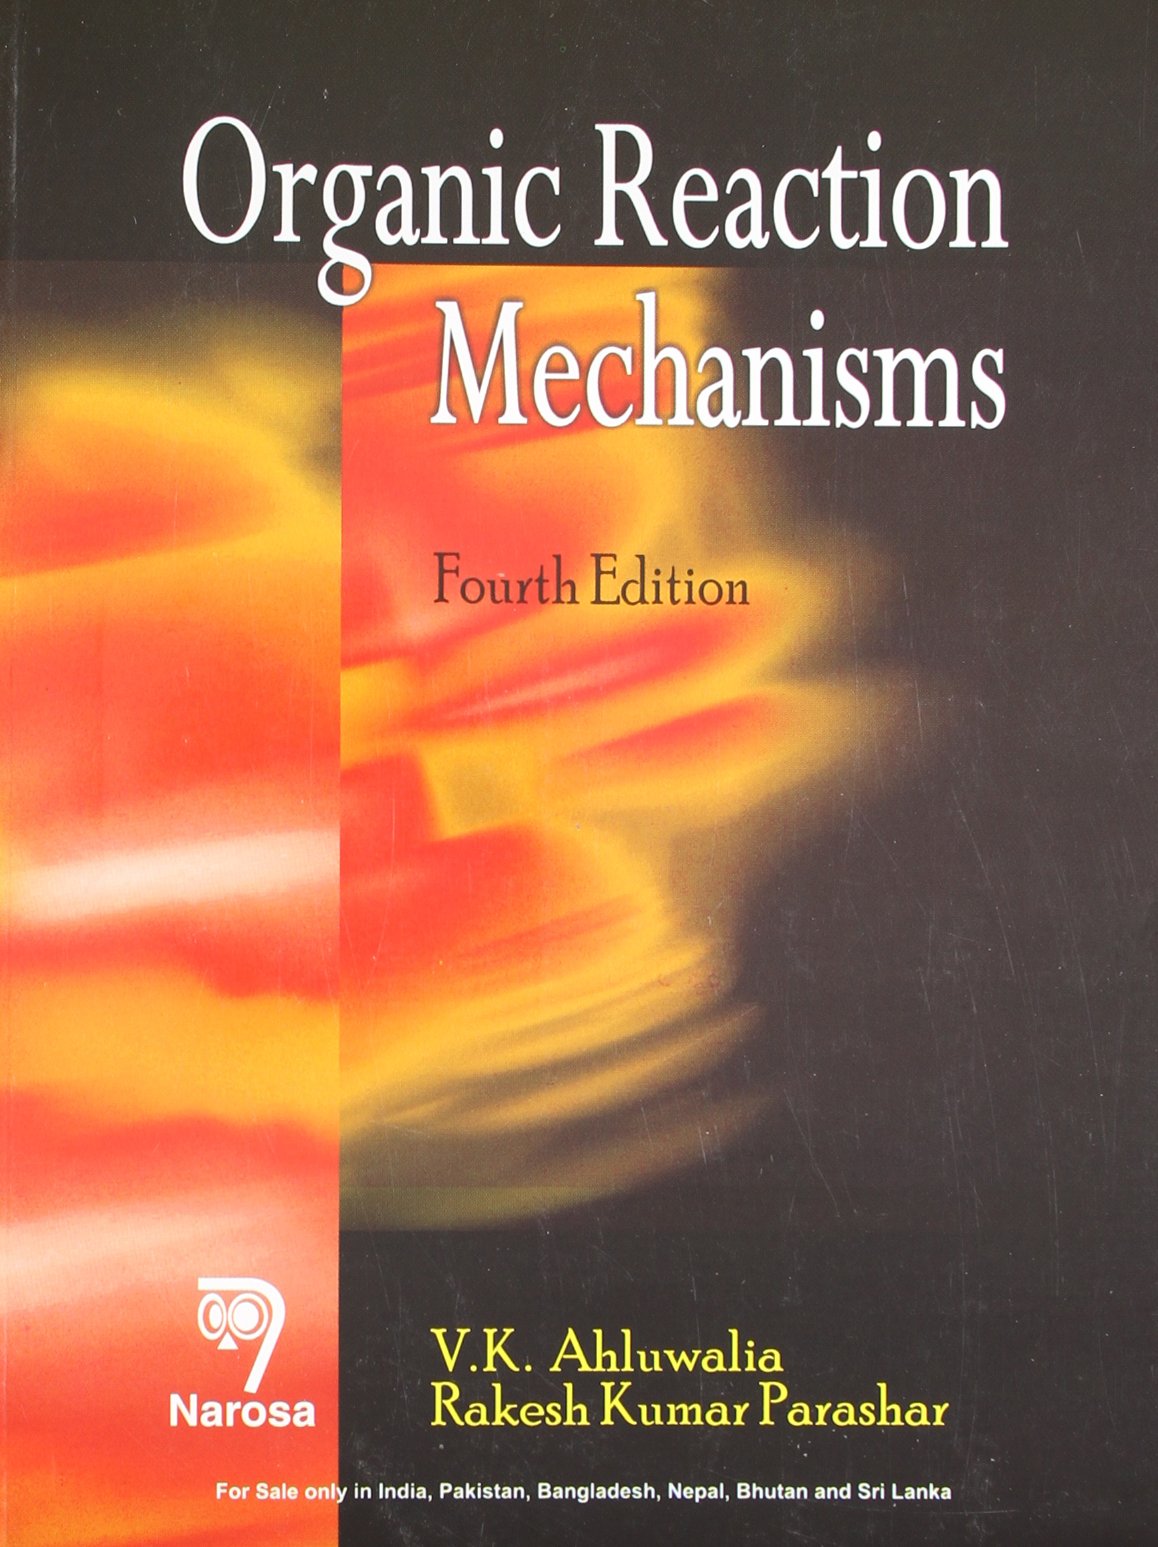 Organic Reaction
Mechanisms
Fourth Edition
Narosa
V.K. Ahluwalia
Rakesh Kumar Parashar
For Sale only in India, Pakistan, Bangladesh, Nepal, Bhutan and Sri Lanka